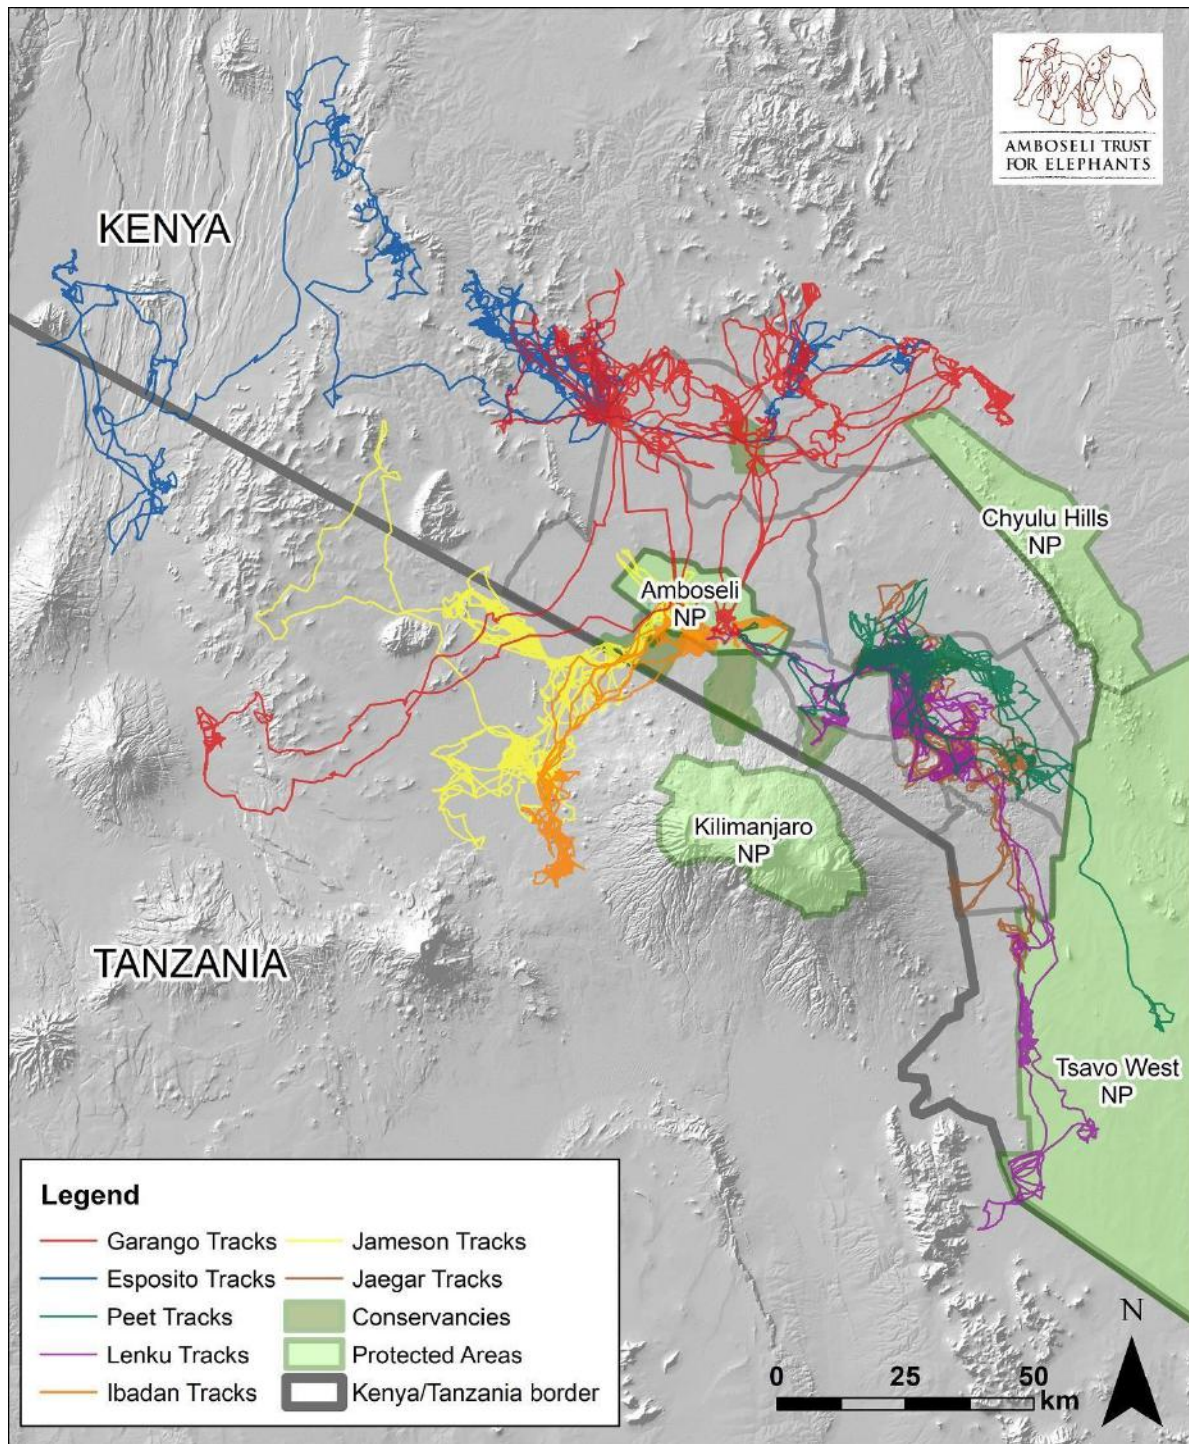 AMBOSELI TRUST
FOR ELEPHANTS
KENYA
Chyulu Hills
NP
Amboseli
NP
Kilimanjaro
NP
TANZANIA
Tsavo West
NP
Legend
Garango Tracks
Jameson Tracks
Esposito Tracks
Jaegar Tracks
Peet Tracks
Conservancies
Lenku Tracks
Protected Areas
Ibadan Tracks
Kenya/Tanzania border
N
0 25 50
km